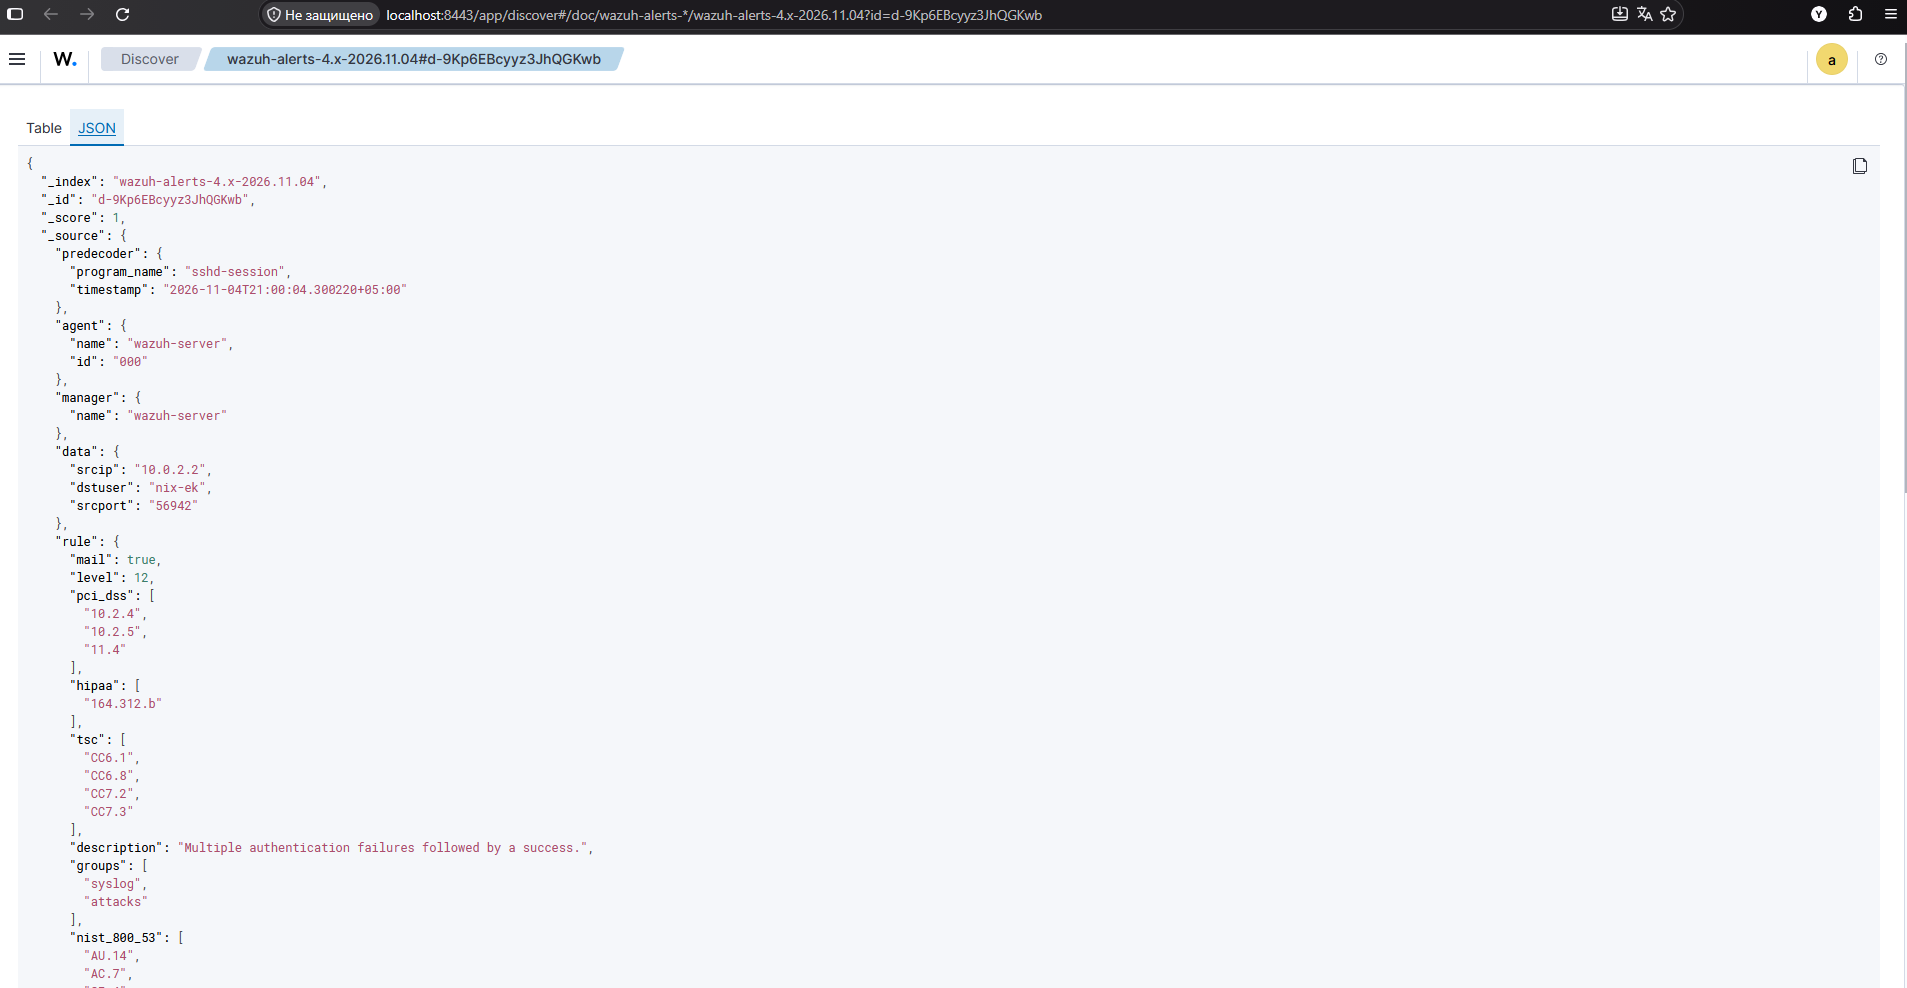 Не защищено localhost:8443/app/discover#/doc/wazuh-alerts-*/wazuh-alerts-4.x-2026.11.04?id=d-9Kp6EBcyyz3JhQGKwb Y
W. Discover wazuh-alerts-4.x-2026.11.04#d-9Kp6EBcyyz3JhQGKwb a
Table JSON
{
"_index": "wazuh-alerts-4.x-2026.11.04",
"_id": "d-9Kp6EBcyyz3JhQGKwb",
"_score": 1,
"_source": {
"predecoder": {
"program_name": "sshd-session",
"timestamp": "2026-11-04T21:00:04.300220+05:00"
},
"agent": {
"name": "wazuh-server",
"id": "000"
},
"manager": {
"name": "wazuh-server"
},
"data": {
"srcip": "10.0.2.2",
"dstuser": "nix-ek",
"srcport": "56942"
},
"rule": {
"mail": true,
"level": 12,
"pci_dss": [
"10.2.4",
"10.2.5",
"11.4"
],
"hipaa": [
"164.312.b"
],
"tsc": [
"CC6.1",
"CC6.8",
"CC7.2",
"CC7.3"
],
"description": "Multiple authentication failures followed by a success.",
"groups": [
"syslog",
"attacks"
],
"nist_800_53": [
"AU.14",
"AC.7",